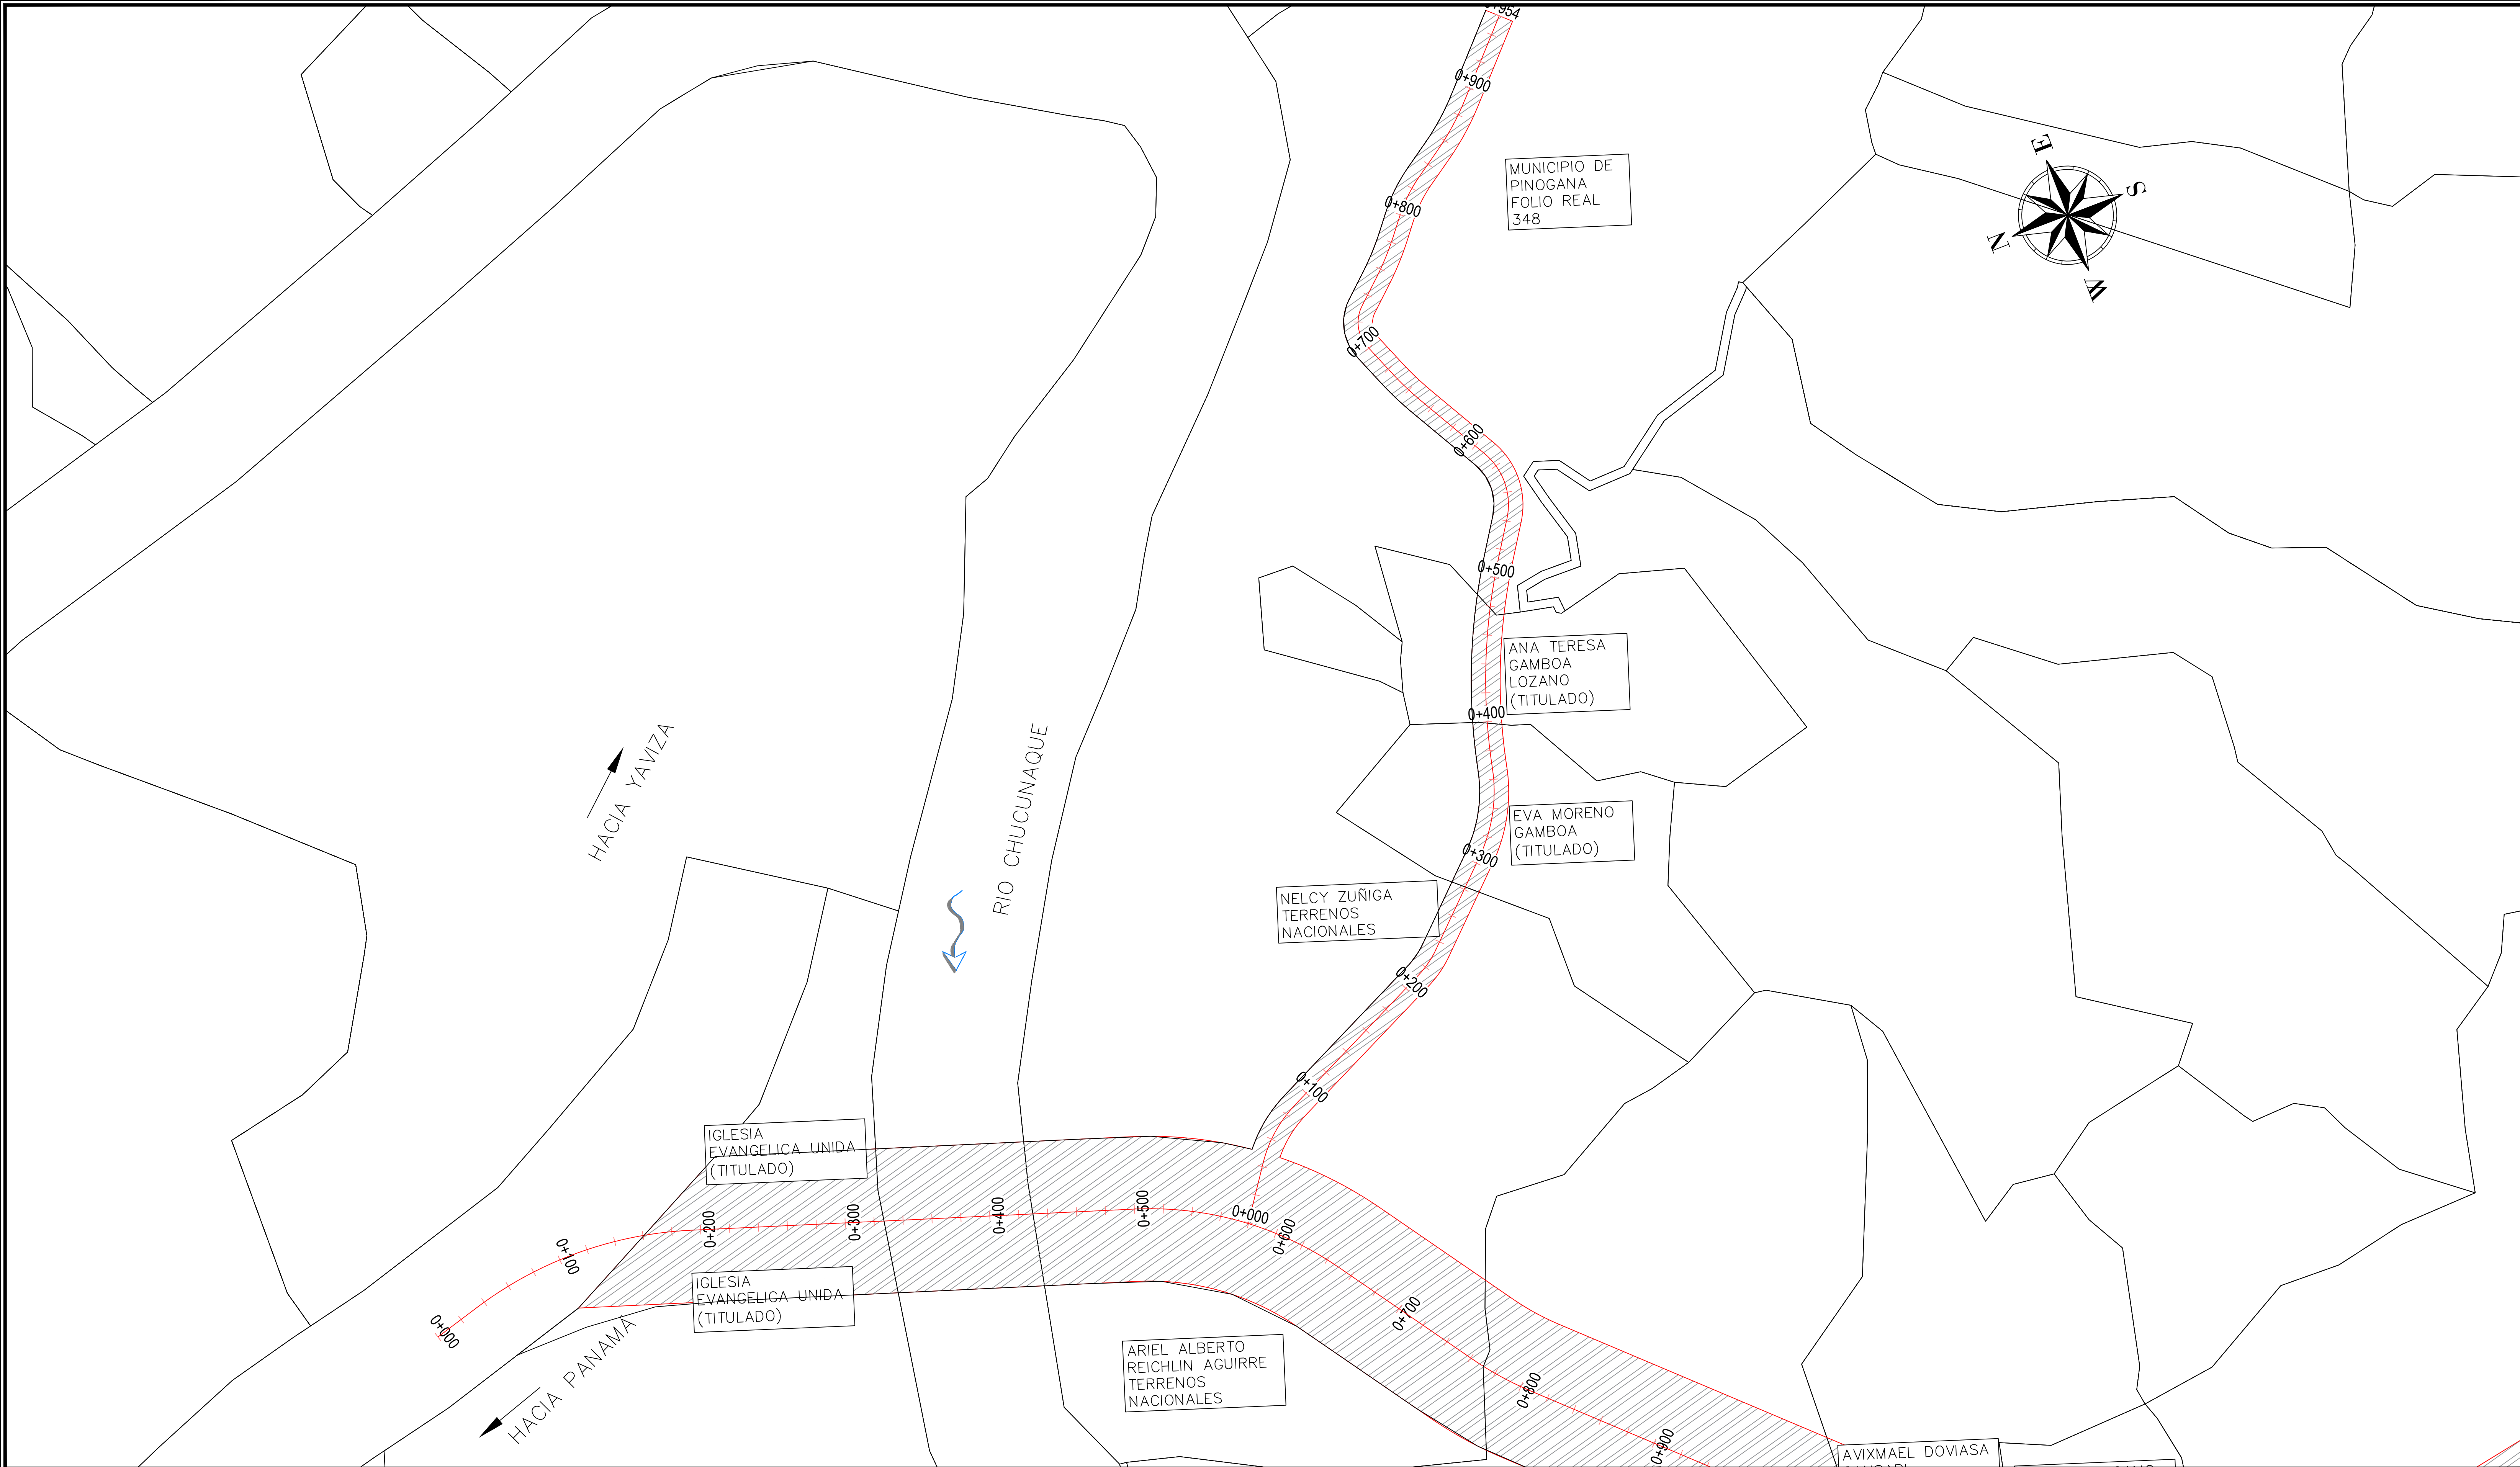 0+900
MUNICIPIO DE
PINOGANA
FOLIO REAL
348
E
S
N
W
0+800
0+700
0+600
0+500
ANA TERESA
GAMBOA
LOZANO
(TITULADO)
0+400
EVA MORENO
GAMBOA
(TITULADO)
0+300
NELCY ZUÑIGA
TERRENOS
NACIONALES
0+200
0+100
HACIA YAVIZA
RIO CHUCUNAQUE
IGLESIA
EVANGELICA UNIDA
(TITULADO)
0+000
0+100
0+200
0+300
0+400
0+500
0+000
0+600
0+700
0+800
0+900
IGLESIA
EVANGELICA UNIDA
(TITULADO)
HACIA PANAMA
ARIEL ALBERTO
REICHLIN AGUIRRE
TERRENOS
NACIONALES
AVIXMAEL DOVIASA